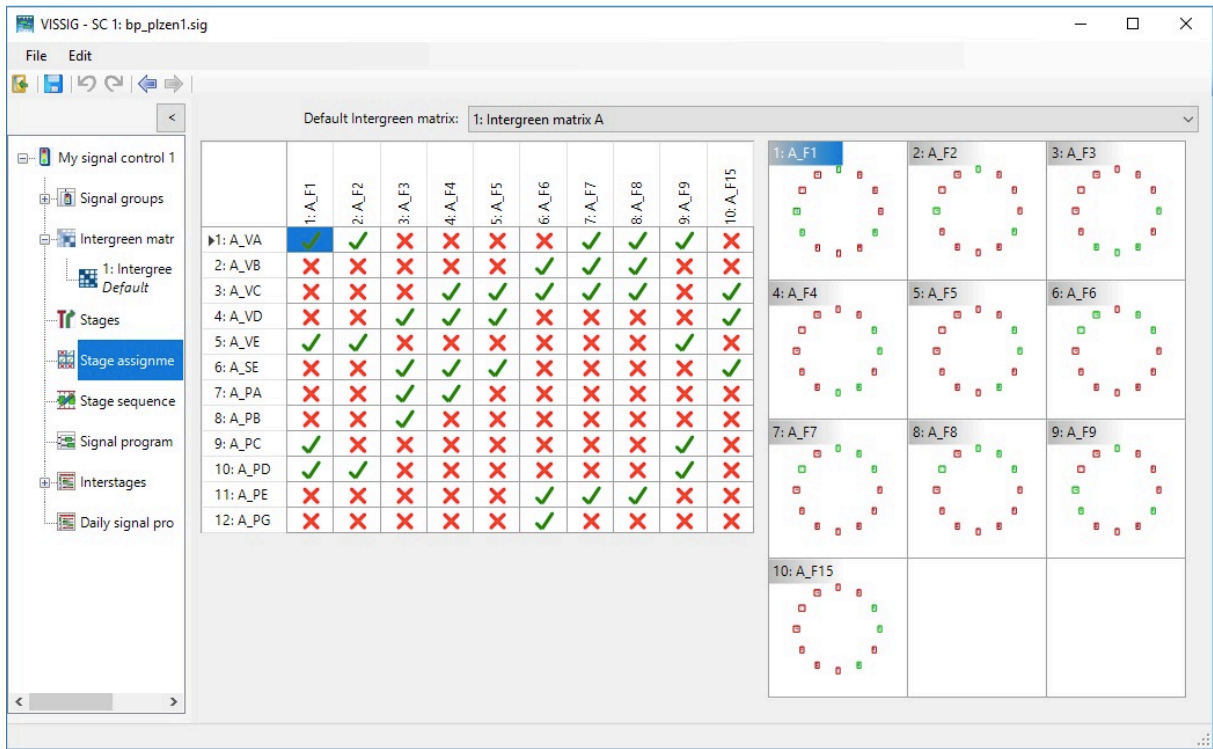 VISSIG - SC 1: bp_plzen1.sig
File Edit
<
Default Intergreen matrix: 1: Intergreen matrix A
My signal control 1
Signal groups
Intergreen matr
1: Intergree
Default
Stages
Stage assignme
Stage sequence
Signal program
Interstages
Daily signal pro
1: A_F1 2: A_F2 3: A_F3 4: A_F4 5: A_F5 6: A_F6 7: A_F7 8: A_F8 9: A_F9 10: A_F15
1: A_VA
2: A_VB
3: A_VC
4: A_VD
5: A_VE
6: A_SE
7: A_PA
8: A_PB
9: A_PC
10: A_PD
11: A_PE
12: A_PG
1: A_F1 2: A_F2 3: A_F3
4: A_F4 5: A_F5 6: A_F6
7: A_F7 8: A_F8 9: A_F9
10: A_F15